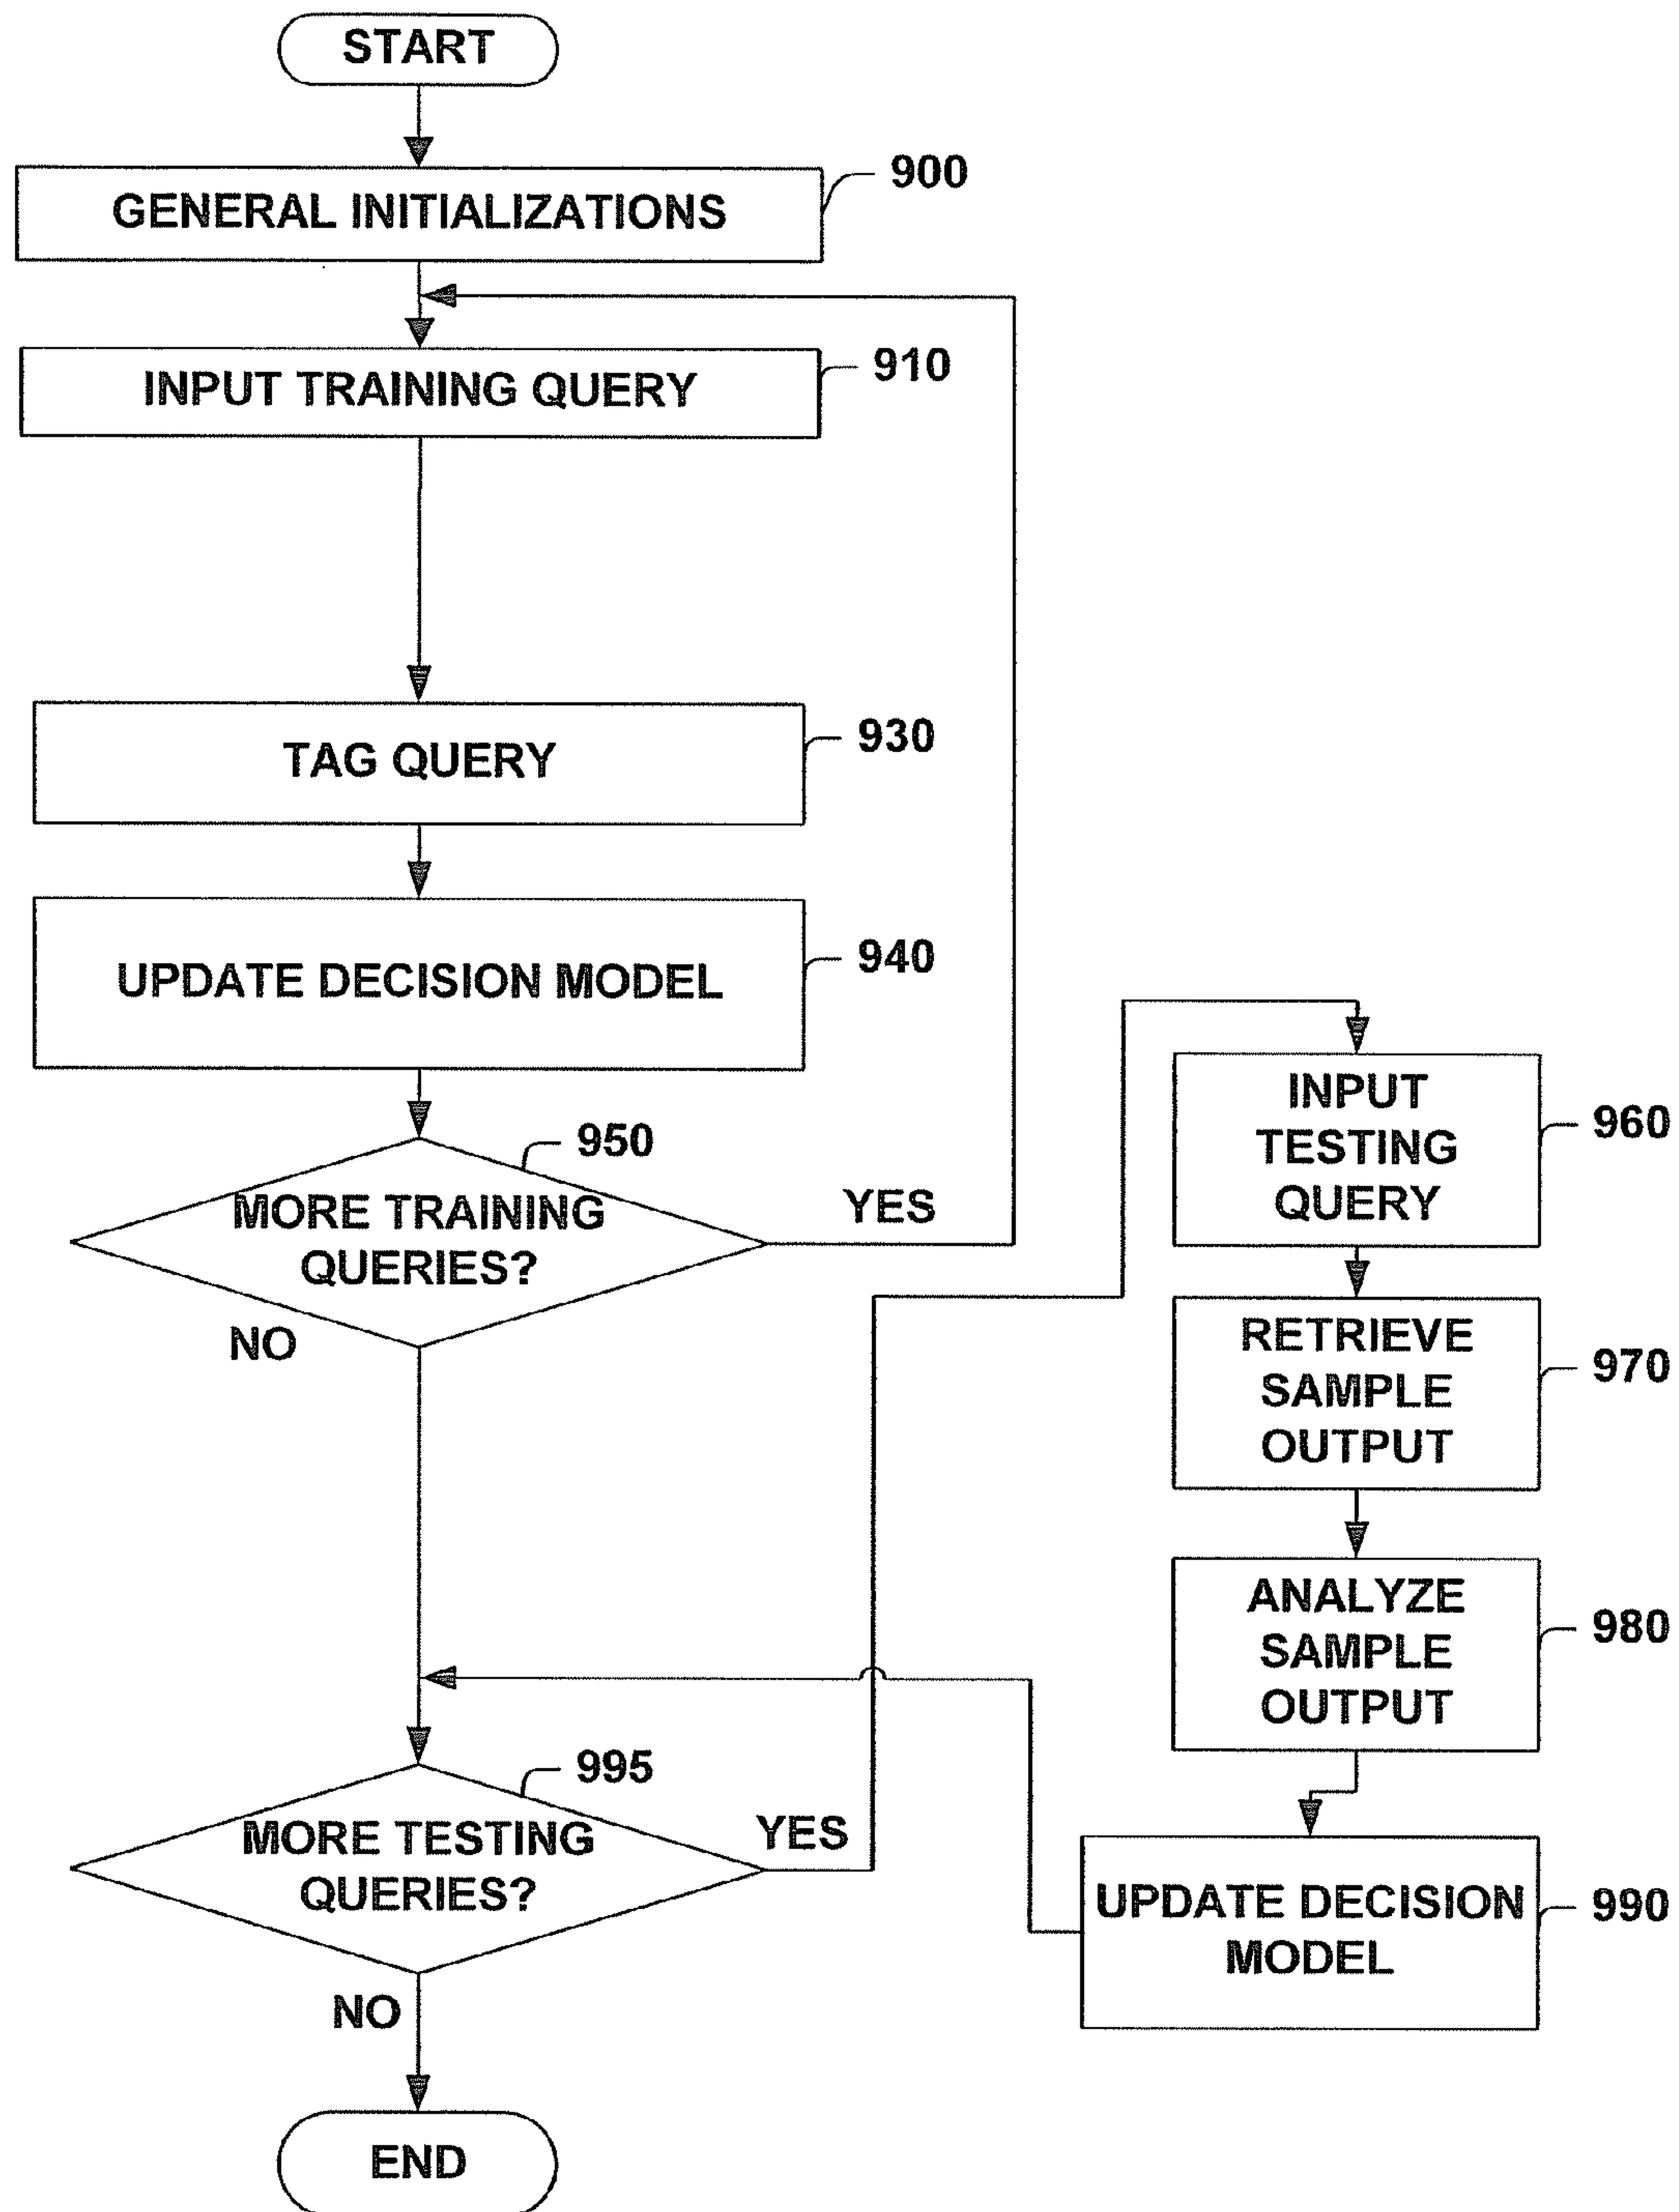 START
GENERAL INITIALIZATIONS
900
INPUT TRAINING QUERY
910
TAG QUERY
930
UPDATE DECISION MODEL
940
950
MORE TRAINING
QUERIES?
YES
NO
INPUT
TESTING
QUERY
960
RETRIEVE
SAMPLE
OUTPUT
970
ANALYZE
SAMPLE
OUTPUT
980
UPDATE DECISION
MODEL
990
995
MORE TESTING
QUERIES?
YES
NO
END